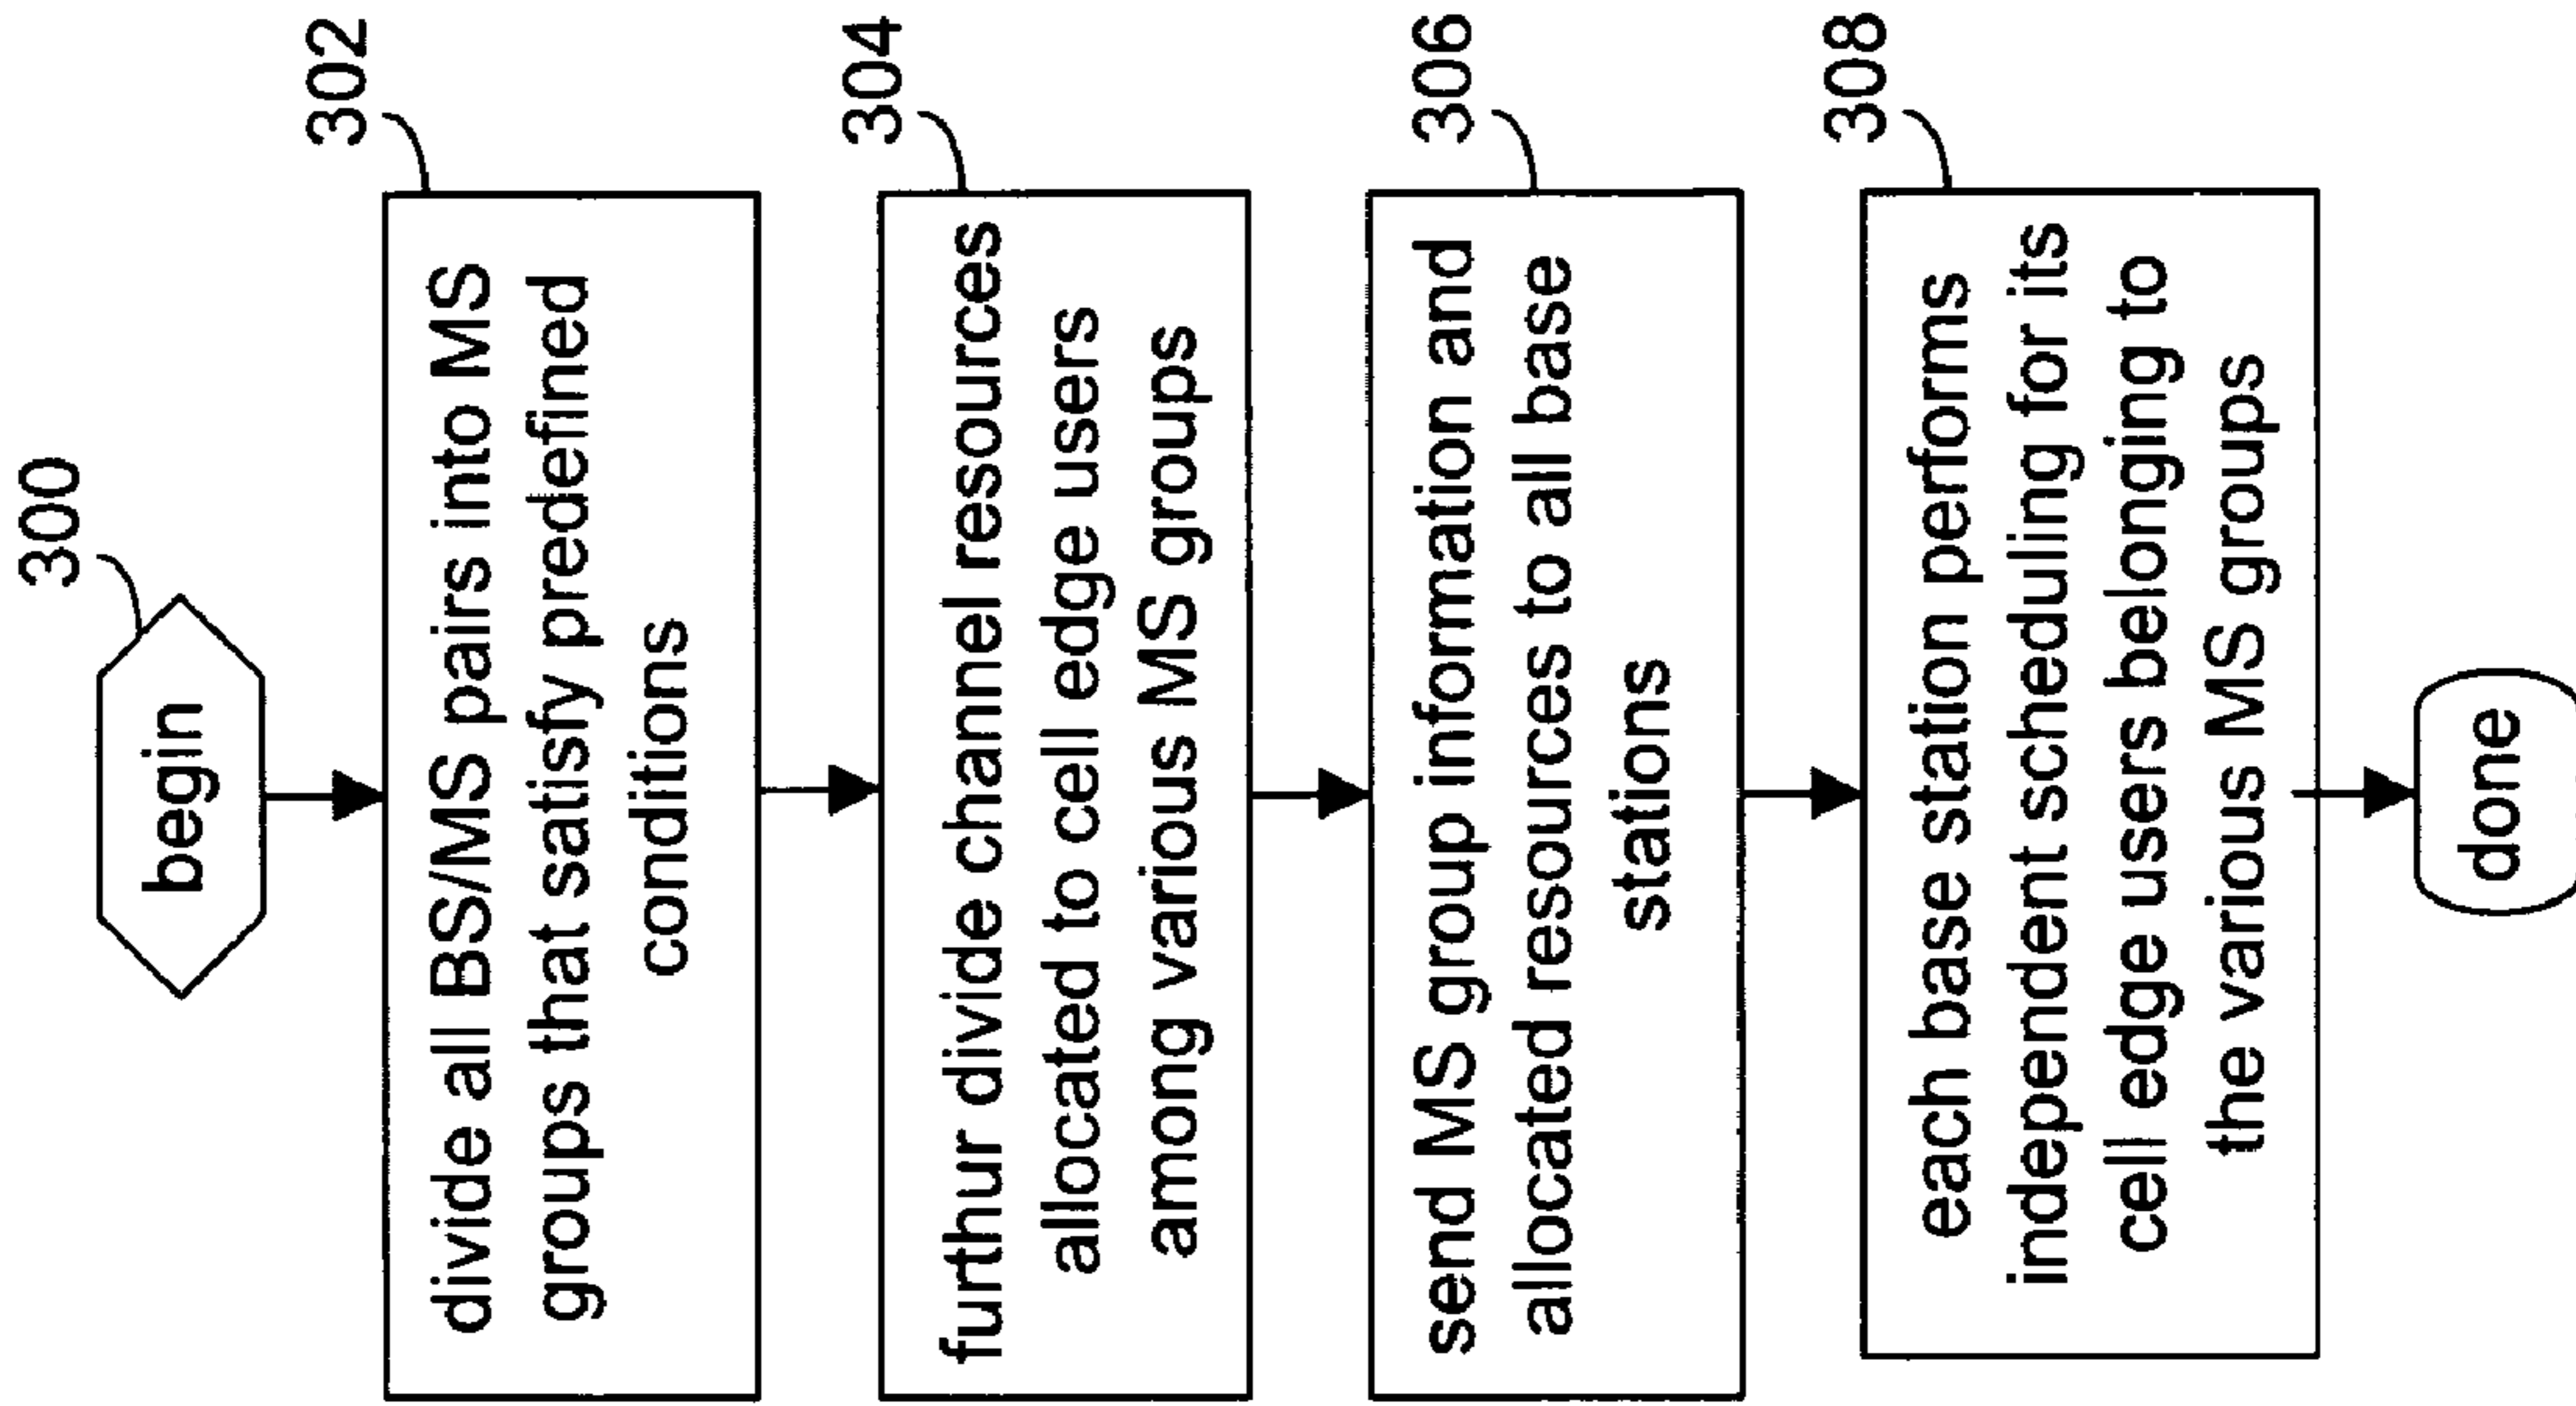 300
begin
302
divide all BS/MS pairs into MS
groups that satisfy predefined
conditions
304
furthur divide channel resources
allocated to cell edge users
among various MS groups
306
send MS group information and
allocated resources to all base
stations
308
each base station performs
independent scheduling for its
cell edge users belonging to
the various MS groups
done